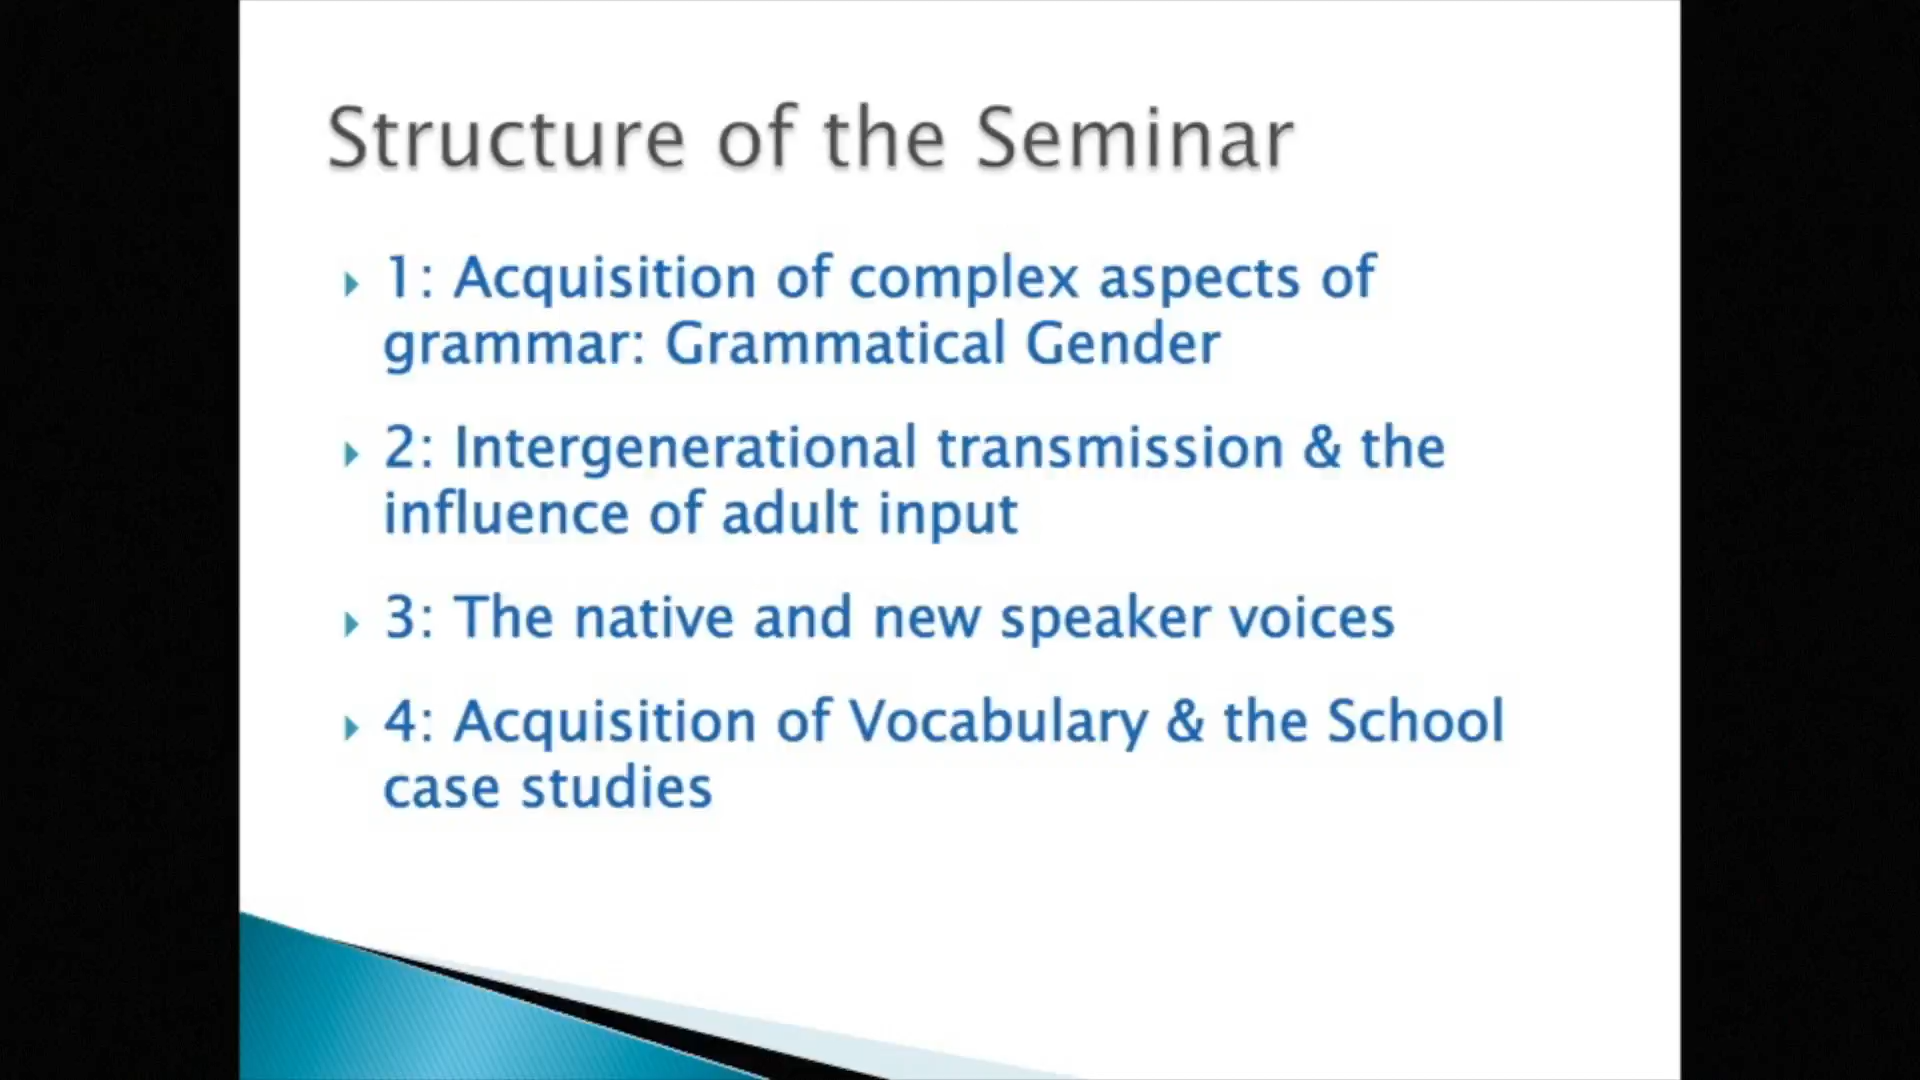 Structure of the Seminar
1: Acquisition of complex aspects of
grammar: Grammatical Gender
2: Intergenerational transmission & the
influence of adult input
3: The native and new speaker voices
4: Acquisition of Vocabulary & the School
case studies